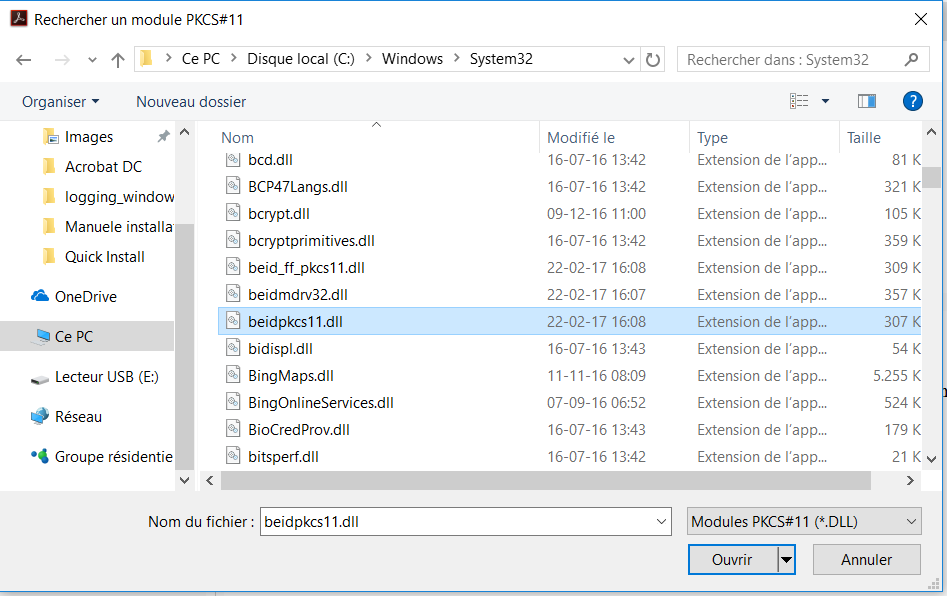 Rechercher un module PKCS#11
Ce PC > Disque local (C:) > Windows > System32
Rechercher dans : System32
Organiser
Nouveau dossier
Images
Acrobat DC
logging_window
Manuele installa
Quick Install
OneDrive
Ce PC
Lecteur USB (E:)
Réseau
Groupe résidentie
Nom Modifié le Type Taille
bcd.dll 16-07-16 13:42 Extension de l'app... 81 K
BCP47Langs.dll 16-07-16 13:42 Extension de l'app... 321 K
bcrypt.dll 09-12-16 11:00 Extension de l'app... 105 K
bcryptprimitives.dll 16-07-16 13:42 Extension de l'app... 359 K
beid_ff_pkcs11.dll 22-02-17 16:08 Extension de l'app... 309 K
beidmdrv32.dll 22-02-17 16:07 Extension de l'app... 357 K
beidpkcs11.dll 22-02-17 16:08 Extension de l'app... 307 K
bidispl.dll 16-07-16 13:43 Extension de l'app... 54 K
BingMaps.dll 11-11-16 08:09 Extension de l'app... 5.255 K
BingOnlineServices.dll 07-09-16 06:52 Extension de l'app... 524 K
BioCredProv.dll 16-07-16 13:43 Extension de l'app... 179 K
bitsperf.dll 16-07-16 13:42 Extension de l'app... 21 K
Nom du fichier : beidpkcs11.dll
Modules PKCS#11 (*.DLL)
Ouvrir
Annuler